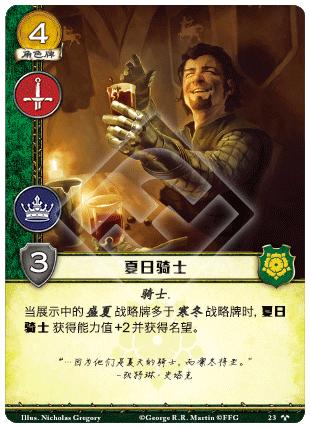 4
角色牌
3
夏日骑士
骑士.
当展示中的盛夏战略牌多于寒冬战略牌时, 夏日
骑士获得能力值+2并获得名望。
“…因为他们是夏天的骑士, 而凛冬将至。”
-凯特琳·史塔克
Illus. Nicholas Gregory ©George R.R. Martin ©FFG 23